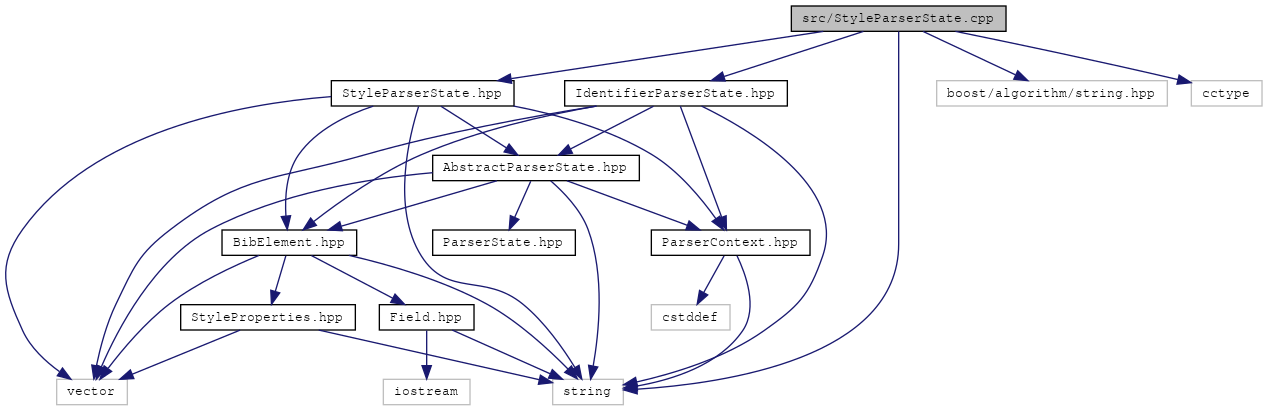 src/StyleParserState.cpp
StyleParserState.hpp
IdentifierParserState.hpp
boost/algorithm/string.hpp
cctype
AbstractParserState.hpp
BibElement.hpp
ParserState.hpp
ParserContext.hpp
StyleProperties.hpp
Field.hpp
cstddef
vector
iostream
string